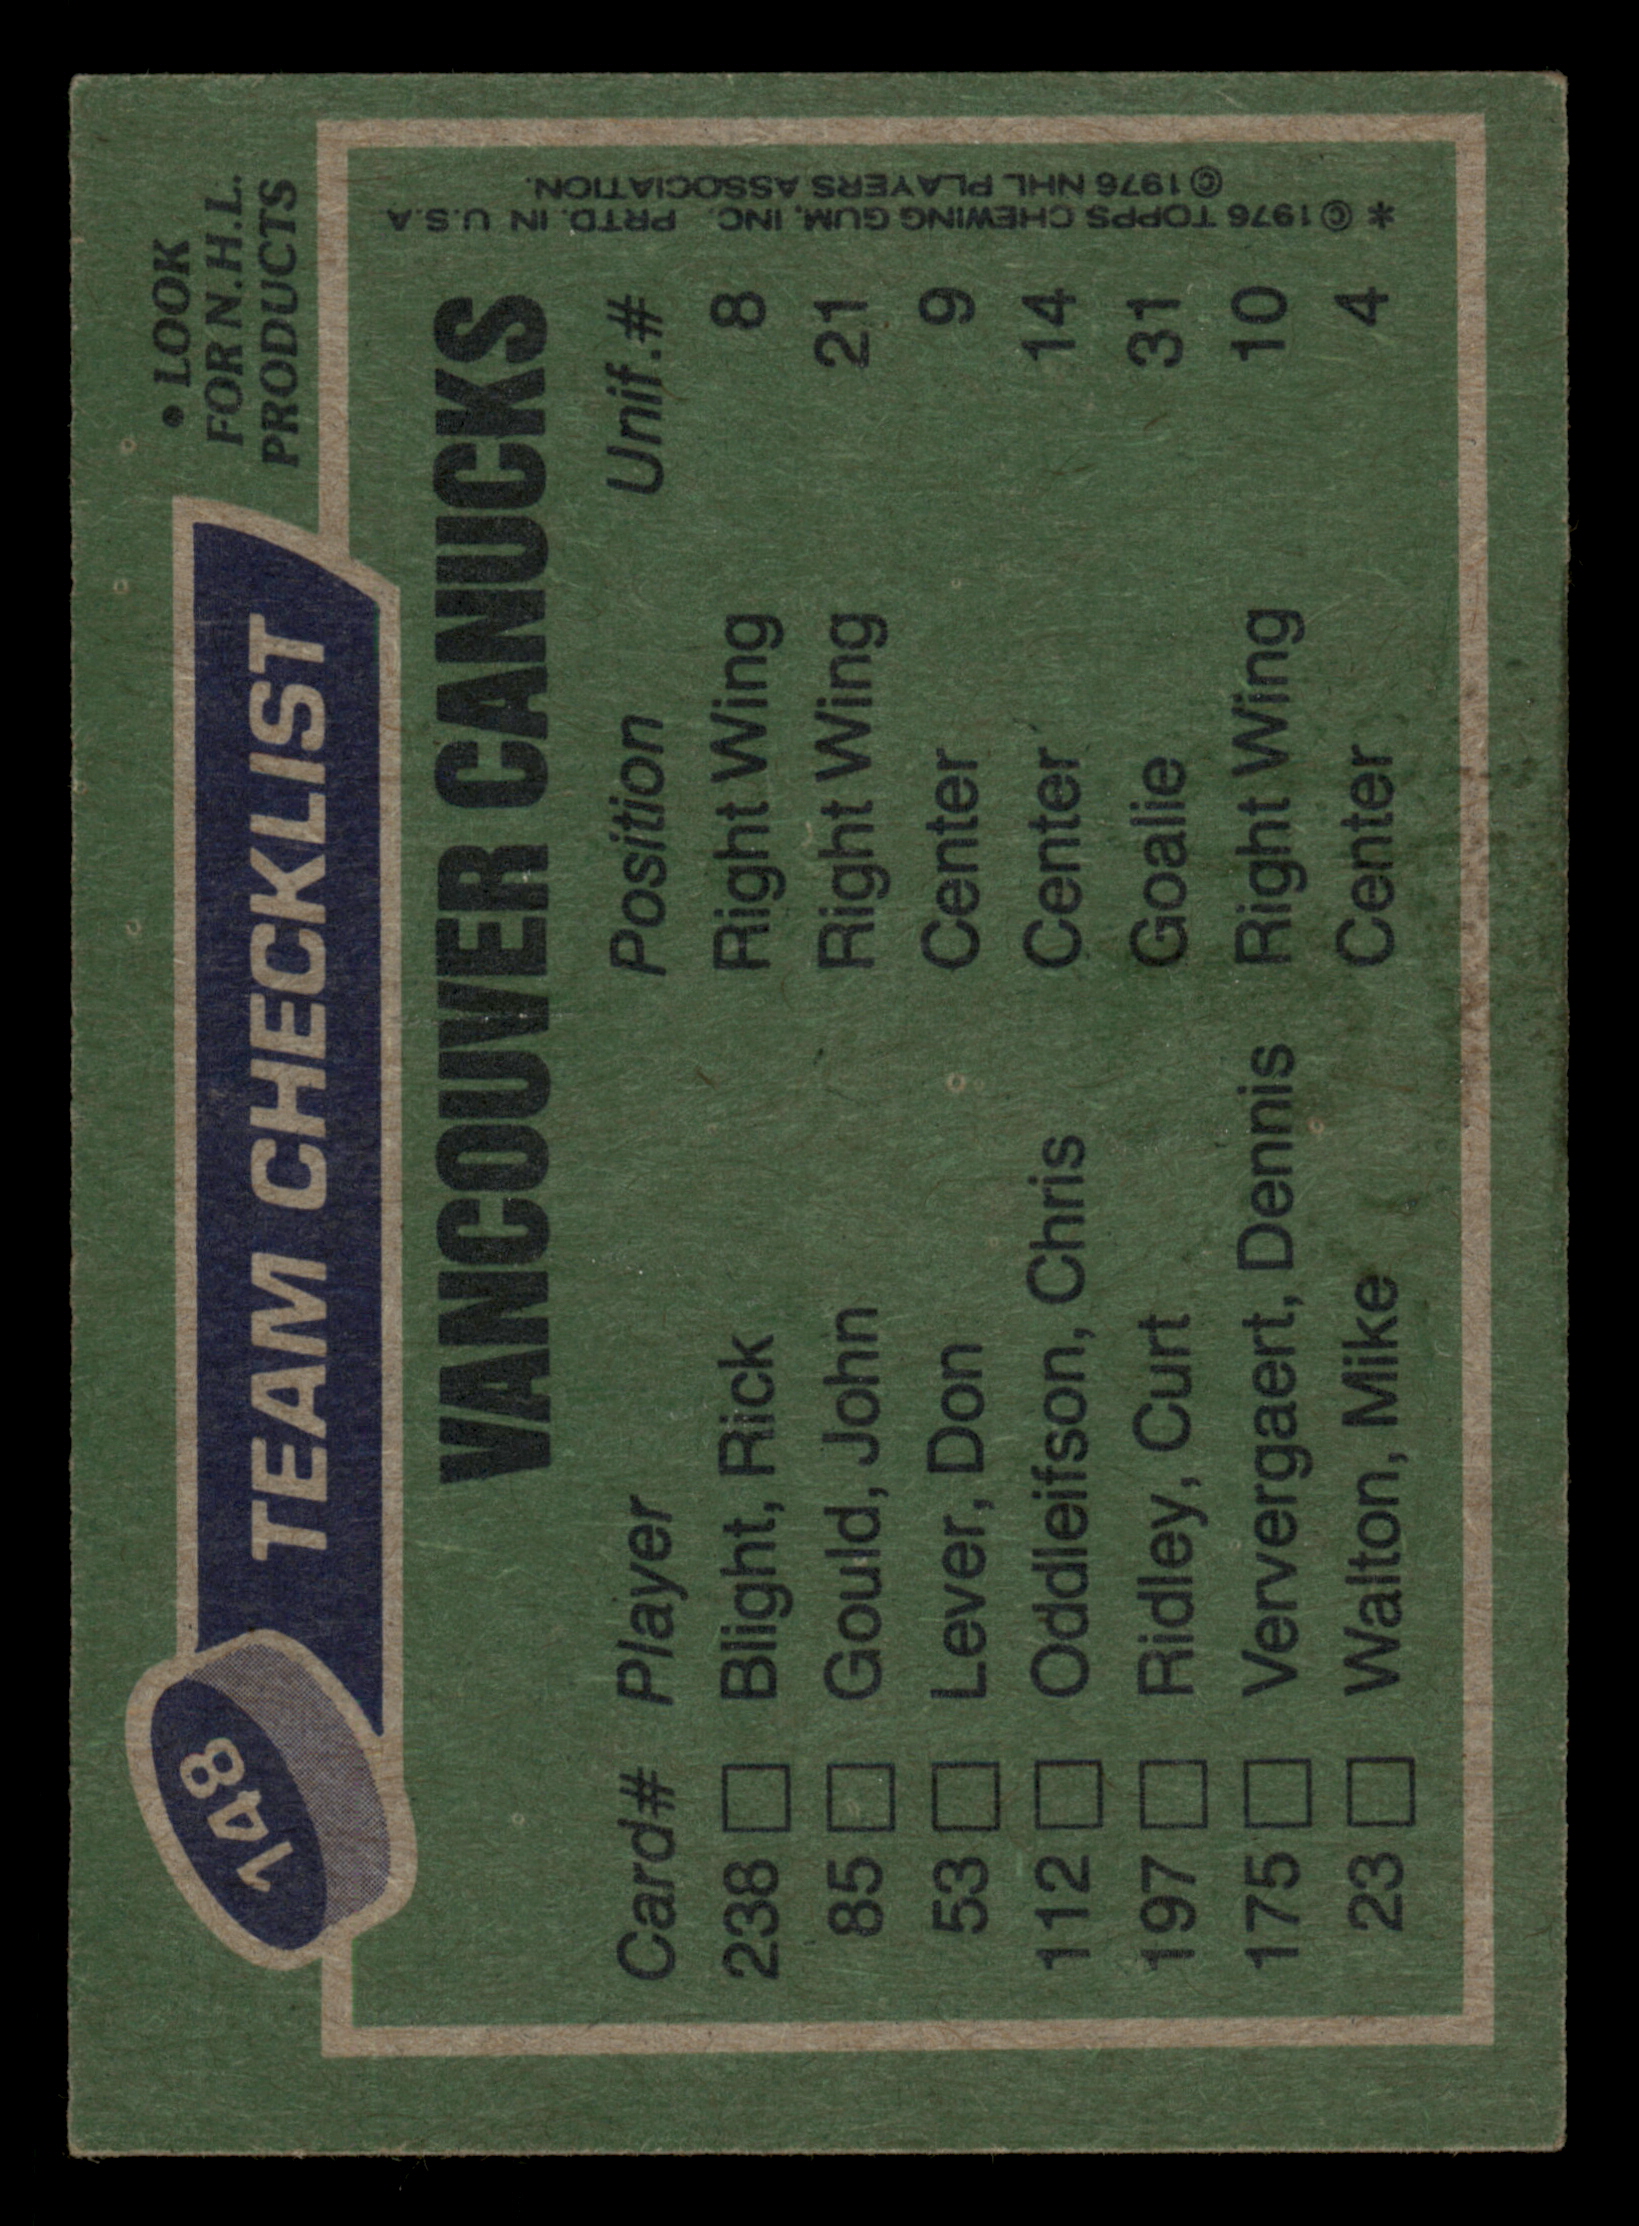 148
TEAM CHECKLIST
• LOOK
FOR N.H.L.
PRODUCTS
VANCOUVER CANUCKS
Card# Player Position Unif.#
238 Blight, Rick Right Wing 8
85 Gould, John Right Wing 21
53 Lever, Don Center 9
112 Oddleifson, Chris Center 14
197 Ridley, Curt Goalie 31
175 Ververgaert, Dennis Right Wing 10
23 Walton, Mike Center 4
* © 1976 TOPPS CHEWING GUM, INC. PRTD. IN U.S.A
© 1976 NHL PLAYERS ASSOCIATION.